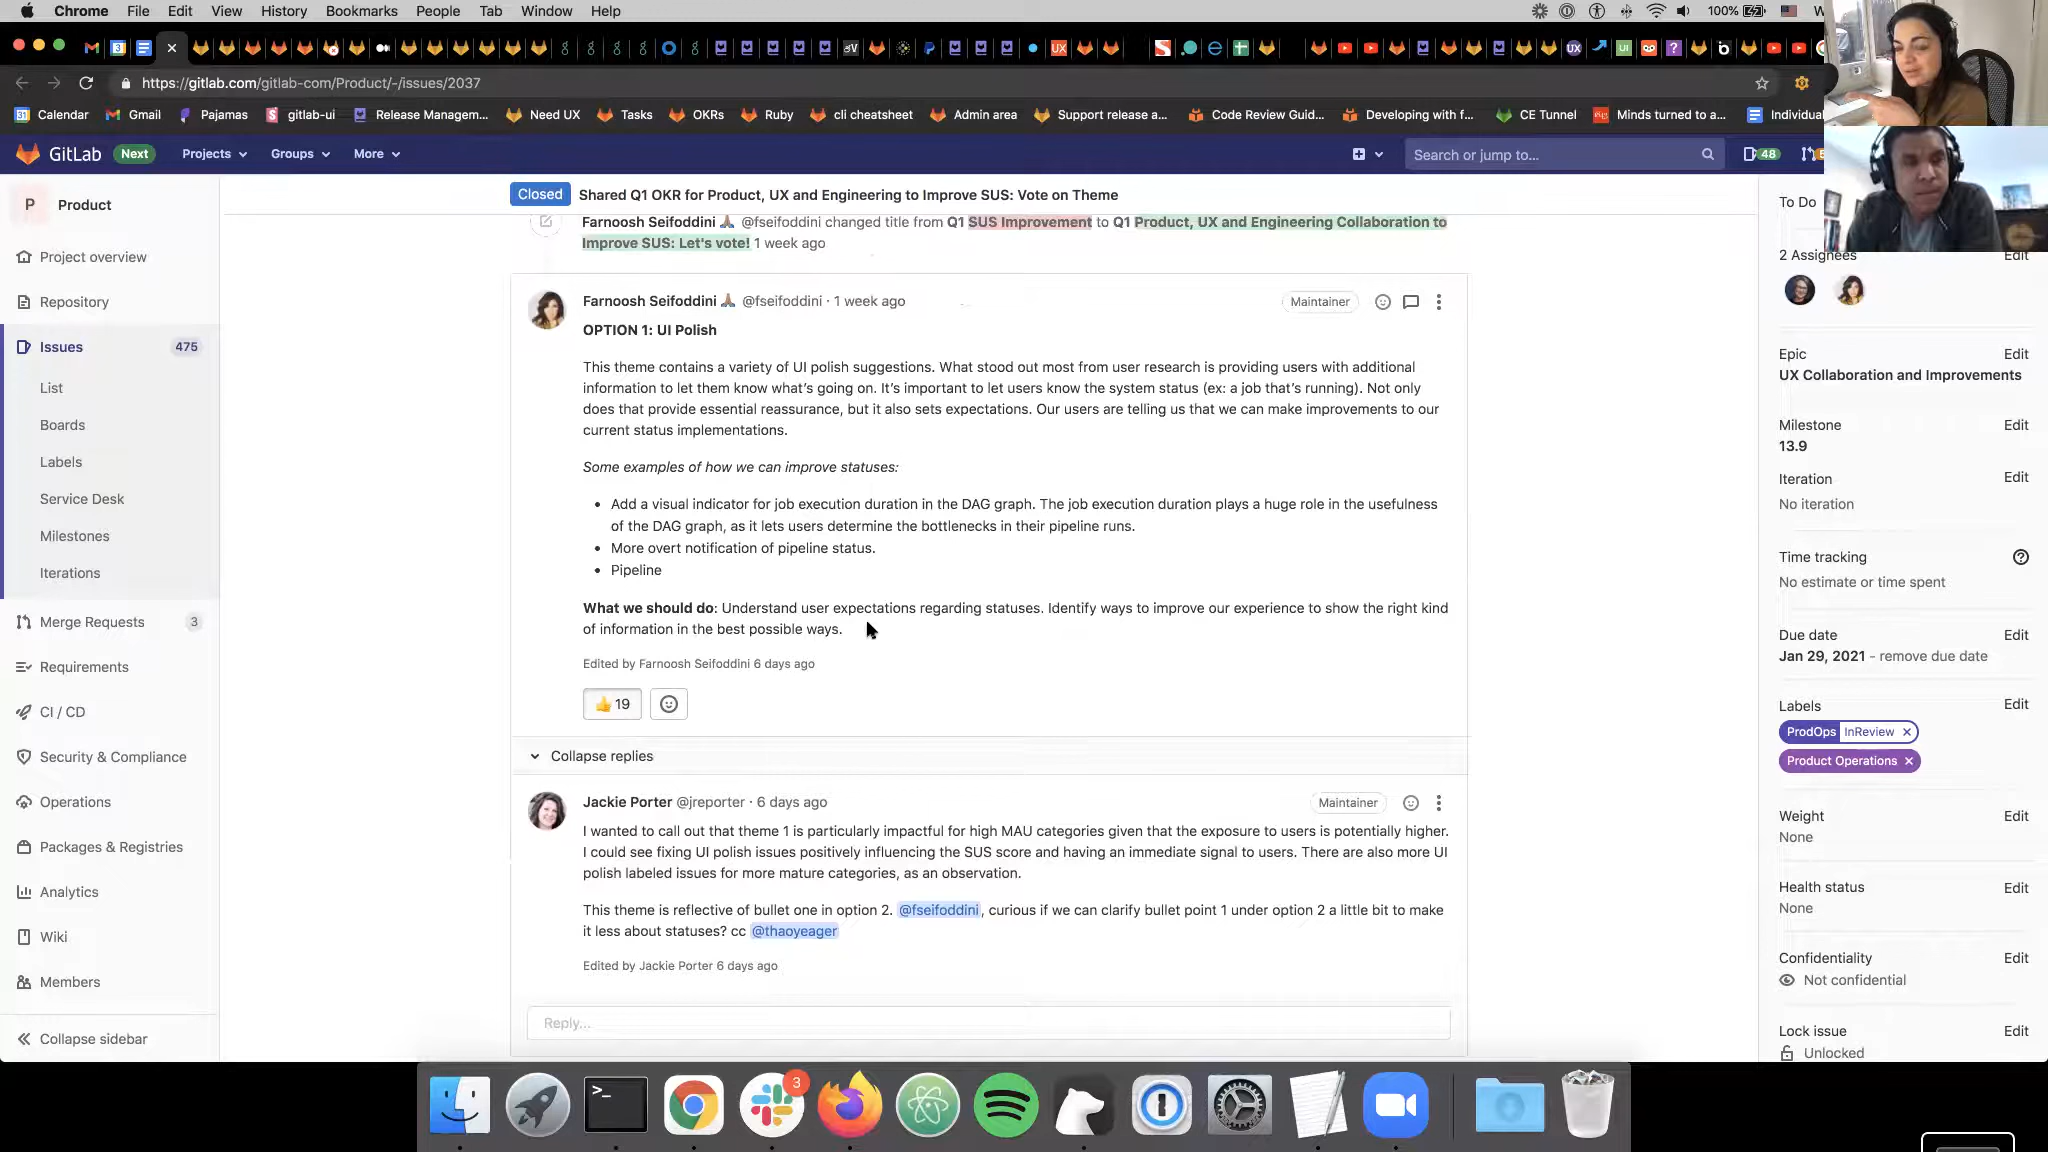 Chrome File Edit View History Bookmarks People Tab Window Help
100%
https://gitlab.com/gitlab-com/Product/-/issues/2037
Calendar Gmail Pajamas gitlab-ui Release Managem... Need UX Tasks OKRs Ruby cli cheatsheet Admin area Support release a... Code Review Guid... Developing with f... CE Tunnel Minds turned to a... Individua
GitLab Next Projects Groups More Search or jump to... 48
P Product
Project overview
Repository
Issues 475
List
Boards
Labels
Service Desk
Milestones
Iterations
Merge Requests 3
Requirements
CI / CD
Security & Compliance
Operations
Packages & Registries
Analytics
Wiki
Members
Collapse sidebar
Closed Shared Q1 OKR for Product, UX and Engineering to Improve SUS: Vote on Theme
Farnoosh Seifoddini 🙏🏽 @fseifoddini changed title from Q1 SUS Improvement to Q1 Product, UX and Engineering Collaboration to
Improve SUS: Let's vote! 1 week ago
Farnoosh Seifoddini 🙏🏽 @fseifoddini · 1 week ago Maintainer
OPTION 1: UI Polish
This theme contains a variety of UI polish suggestions. What stood out most from user research is providing users with additional
information to let them know what's going on. It's important to let users know the system status (ex: a job that's running). Not only
does that provide essential reassurance, but it also sets expectations. Our users are telling us that we can make improvements to our
current status implementations.
Some examples of how we can improve statuses:
• Add a visual indicator for job execution duration in the DAG graph. The job execution duration plays a huge role in the usefulness
of the DAG graph, as it lets users determine the bottlenecks in their pipeline runs.
• More overt notification of pipeline status.
• Pipeline
What we should do: Understand user expectations regarding statuses. Identify ways to improve our experience to show the right kind
of information in the best possible ways.
Edited by Farnoosh Seifoddini 6 days ago
👍 19
Collapse replies
Jackie Porter @jreporter · 6 days ago Maintainer
I wanted to call out that theme 1 is particularly impactful for high MAU categories given that the exposure to users is potentially higher.
I could see fixing UI polish issues positively influencing the SUS score and having an immediate signal to users. There are also more UI
polish labeled issues for more mature categories, as an observation.
This theme is reflective of bullet one in option 2. @fseifoddini, curious if we can clarify bullet point 1 under option 2 a little bit to make
it less about statuses? cc @thaoyeager
Edited by Jackie Porter 6 days ago
Reply...
To Do
2 Assignees Edit
Epic Edit
UX Collaboration and Improvements
Milestone Edit
13.9
Iteration Edit
No iteration
Time tracking
No estimate or time spent
Due date Edit
Jan 29, 2021 - remove due date
Labels Edit
ProdOps InReview ×
Product Operations ×
Weight Edit
None
Health status Edit
None
Confidentiality Edit
Not confidential
Lock issue Edit
Unlocked
3